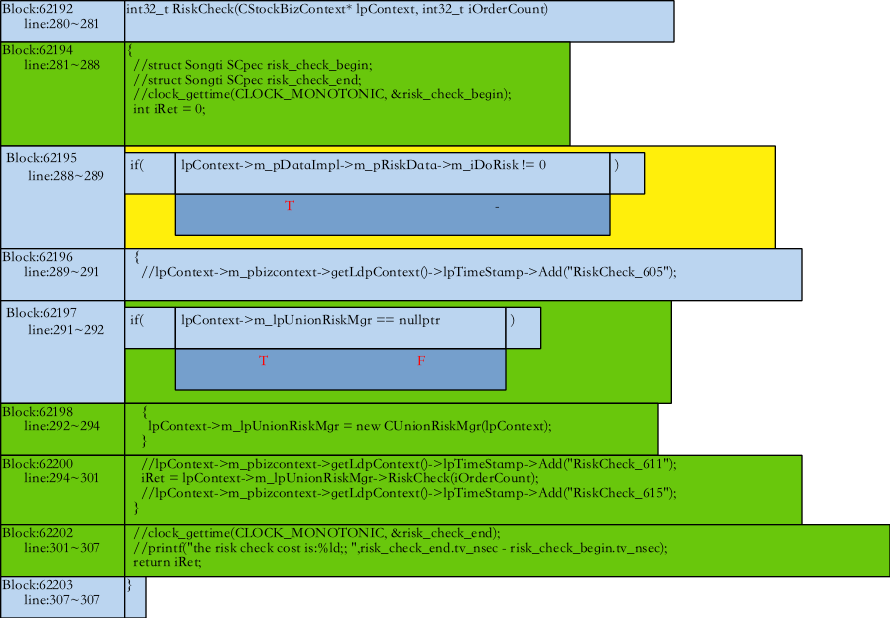 Block:62192
line:280~281
int32_t RiskCheck(CStockBizContext* lpContext, int32_t iOrderCount)
Block:62194
line:281~288
{
//struct Songti SCpec risk_check_begin;
//struct Songti SCpec risk_check_end;
//clock_gettime(CLOCK_MONOTONIC, &risk_check_begin);
int iRet = 0;
Block:62195
line:288~289
if( lpContext->m_pDataImpl->m_pRiskData->m_iDoRisk != 0 )
T -
Block:62196
line:289~291
{
//lpContext->m_pbizcontext->getLdpContext()->lpTimeStamp->Add("RiskCheck_605");
Block:62197
line:291~292
if( lpContext->m_lpUnionRiskMgr == nullptr )
T F
Block:62198
line:292~294
{
lpContext->m_lpUnionRiskMgr = new CUnionRiskMgr(lpContext);
}
Block:62200
line:294~301
//lpContext->m_pbizcontext->getLdpContext()->lpTimeStamp->Add("RiskCheck_611");
iRet = lpContext->m_lpUnionRiskMgr->RiskCheck(iOrderCount);
//lpContext->m_pbizcontext->getLdpContext()->lpTimeStamp->Add("RiskCheck_615");
}
Block:62202
line:301~307
//clock_gettime(CLOCK_MONOTONIC, &risk_check_end);
//printf("the risk check cost is:%ld;; ",risk_check_end.tv_nsec - risk_check_begin.tv_nsec);
return iRet;
Block:62203
line:307~307
}